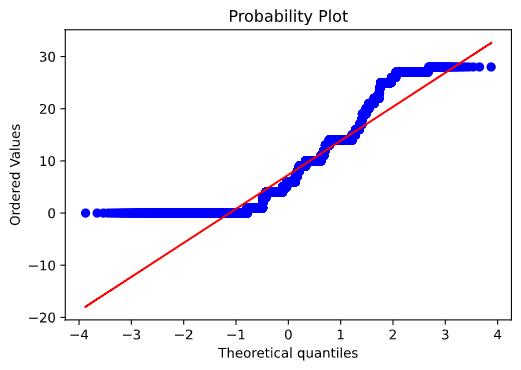 Probability Plot
Ordered Values
30
20
10
0
−10
−20
−4 −3 −2 −1 0 1 2 3 4
Theoretical quantiles